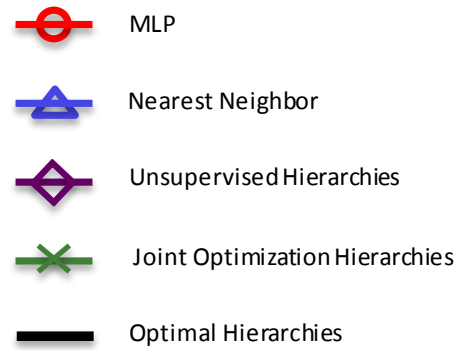 MLP
Nearest Neighbor
Unsupervised Hierarchies
Joint Optimization Hierarchies
Optimal Hierarchies